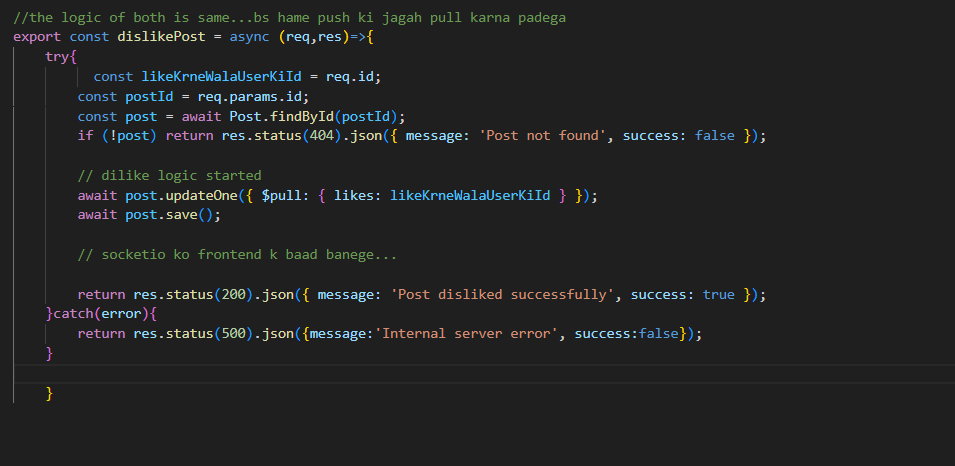 //the logic of both is same...bs hame push ki jagah pull karna padega
export const dislikePost = async (req,res)=>{
try{
const likeKrneWalaUserKiId = req.id;
const postId = req.params.id;
const post = await Post.findById(postId);
if (!post) return res.status(404).json({ message: 'Post not found', success: false });
// dilike logic started
await post.updateOne({ $pull: { likes: likeKrneWalaUserKiId } });
await post.save();
// socketio ko frontend k baad banege...
return res.status(200).json({ message: 'Post disliked successfully', success: true });
}catch(error){
return res.status(500).json({message:'Internal server error', success:false});
}
}